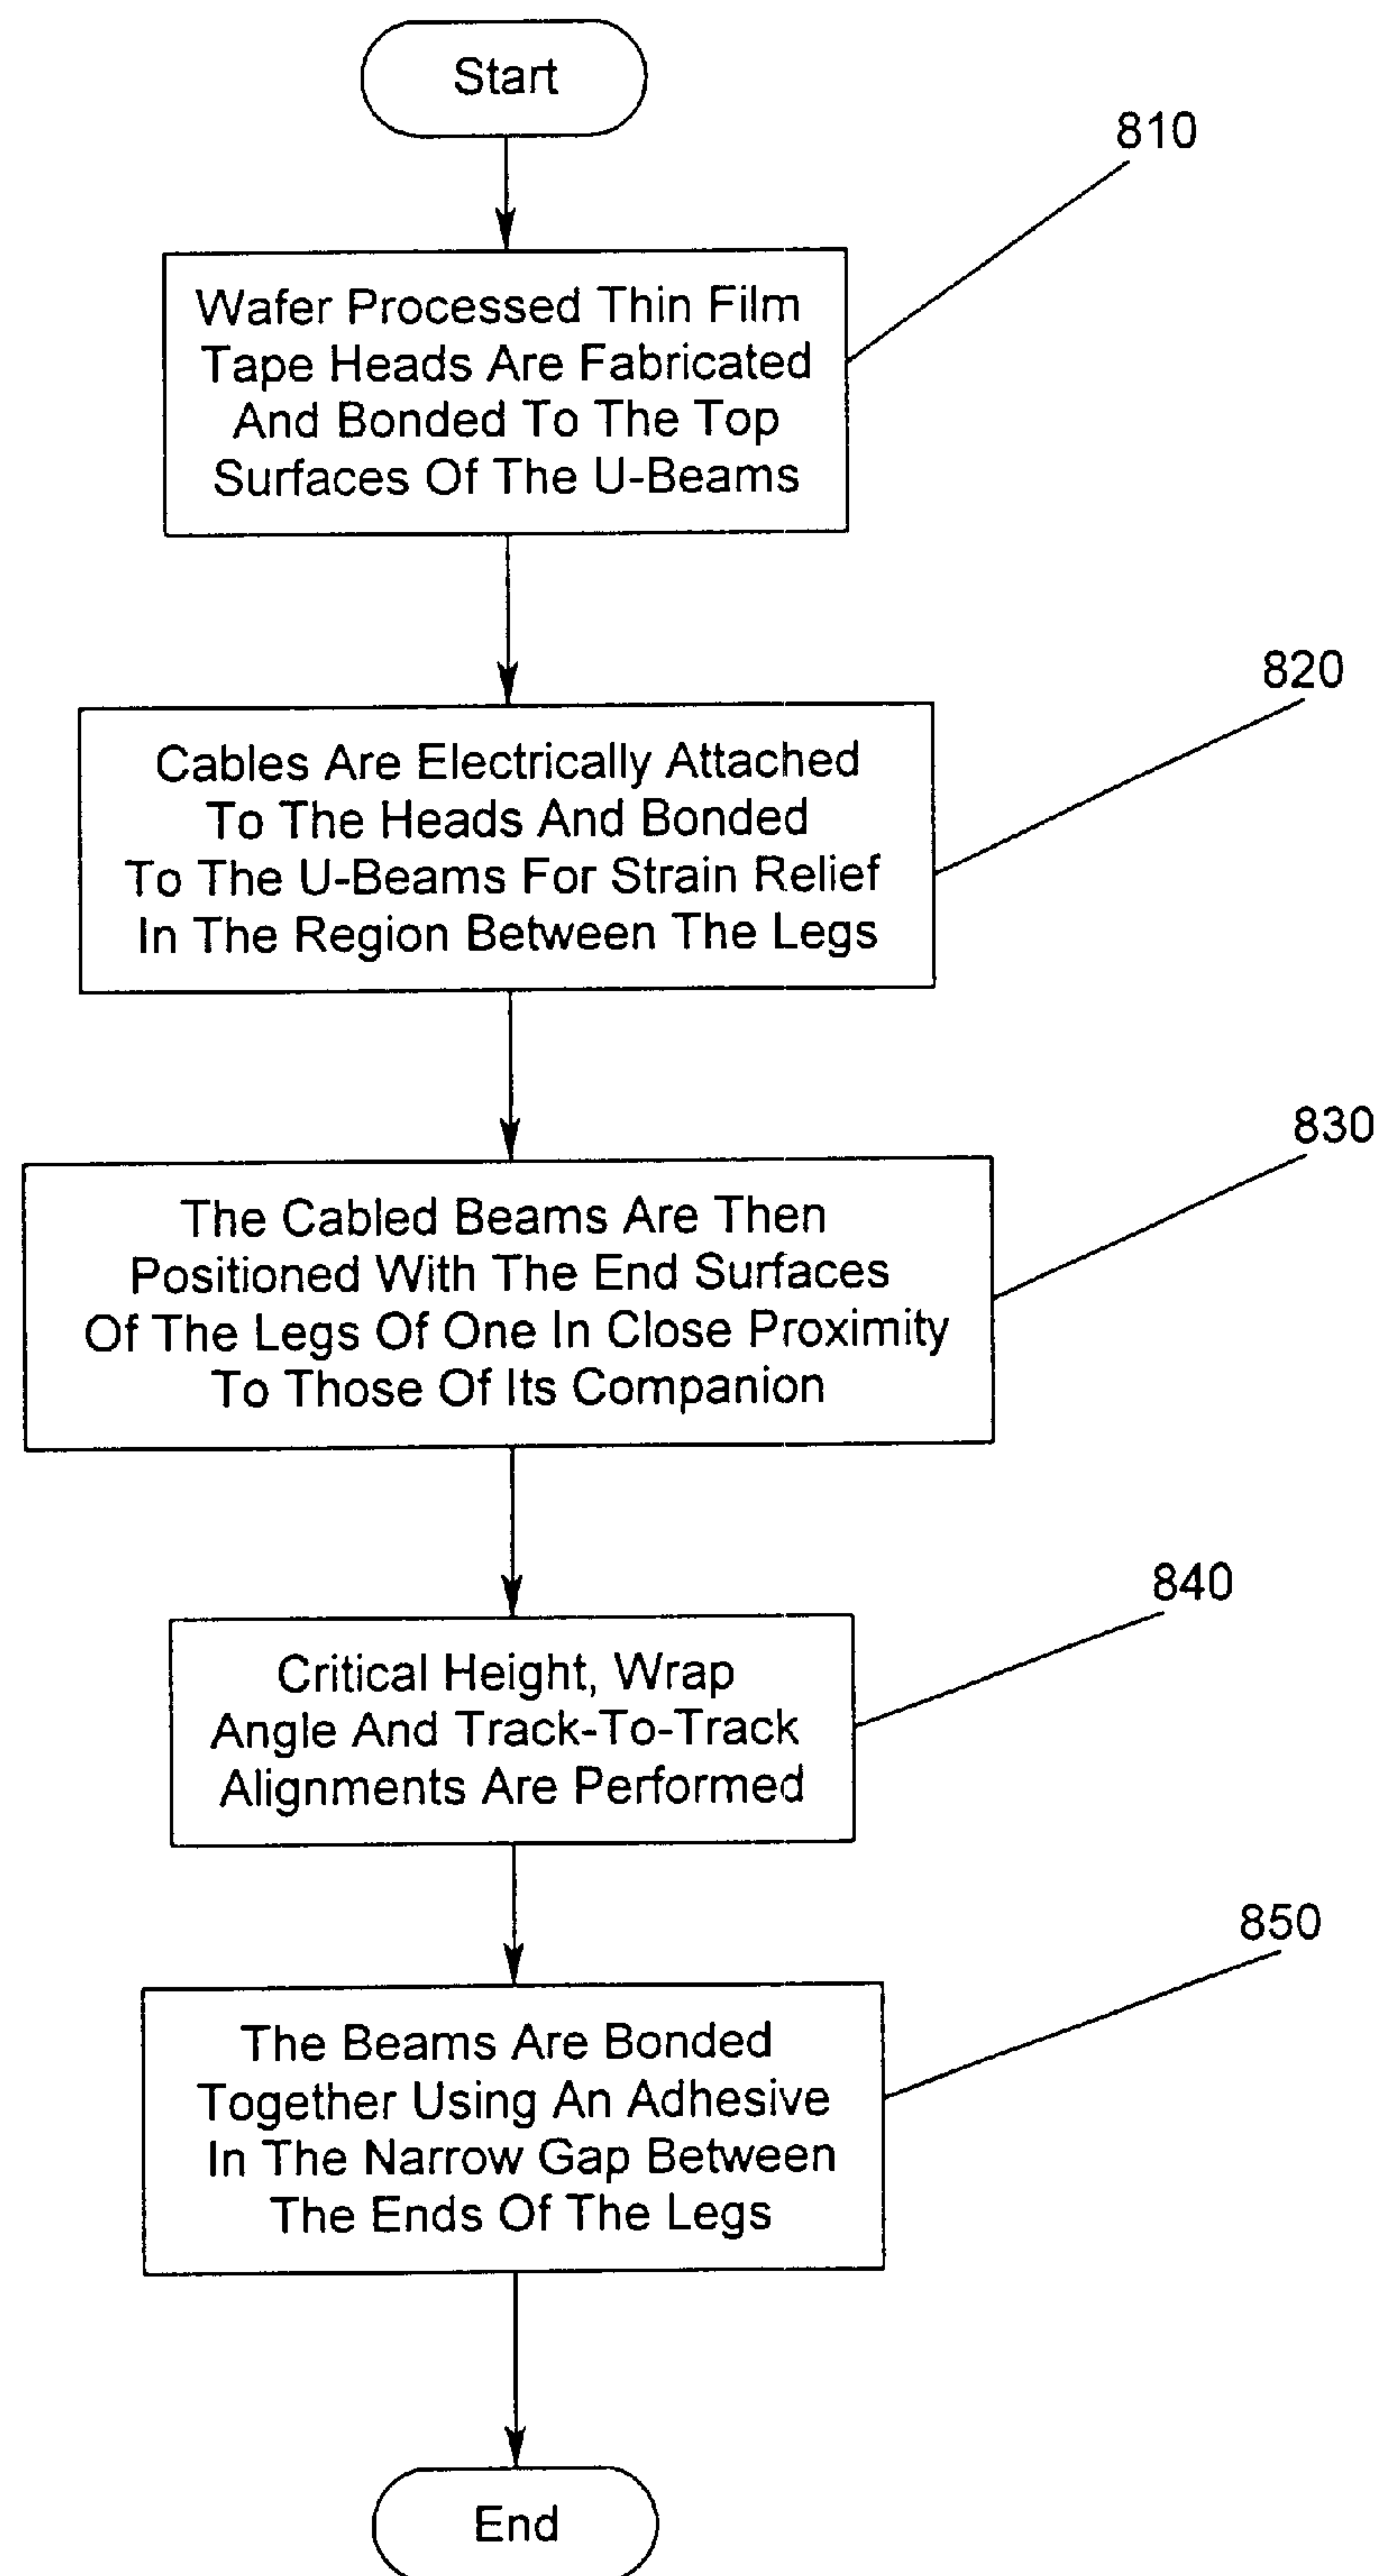 Start
810
Wafer Processed Thin Film
Tape Heads Are Fabricated
And Bonded To The Top
Surfaces Of The U-Beams
820
Cables Are Electrically Attached
To The Heads And Bonded
To The U-Beams For Strain Relief
In The Region Between The Legs
830
The Cabled Beams Are Then
Positioned With The End Surfaces
Of The Legs Of One In Close Proximity
To Those Of Its Companion
840
Critical Height, Wrap
Angle And Track-To-Track
Alignments Are Performed
850
The Beams Are Bonded
Together Using An Adhesive
In The Narrow Gap Between
The Ends Of The Legs
End